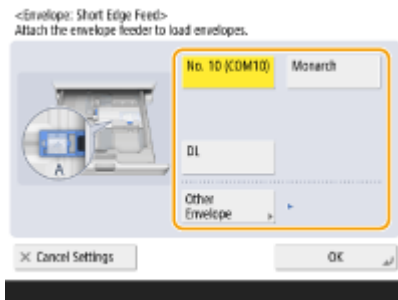 <Envelope: Short Edge Feed>
Attach the envelope feeder to load envelopes.
No. 10 (COM10)
Monarch
A
DL
Other
Envelope
Cancel Settings
OK